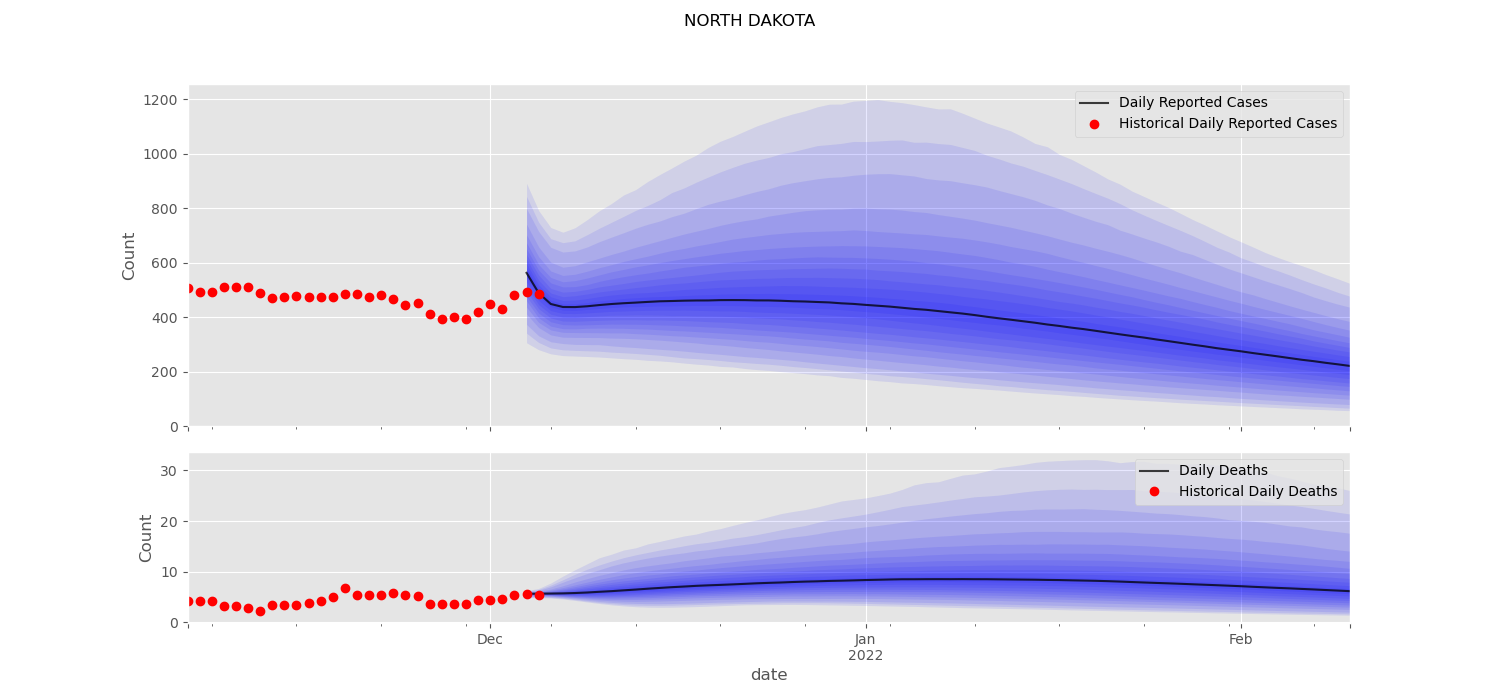 NORTH DAKOTA
1200
1000
800
600
400
200
0
Count
Daily Reported Cases
Historical Daily Reported Cases
30
20
10
0
Count
Daily Deaths
Historical Daily Deaths
Dec
Jan
2022
Feb
date